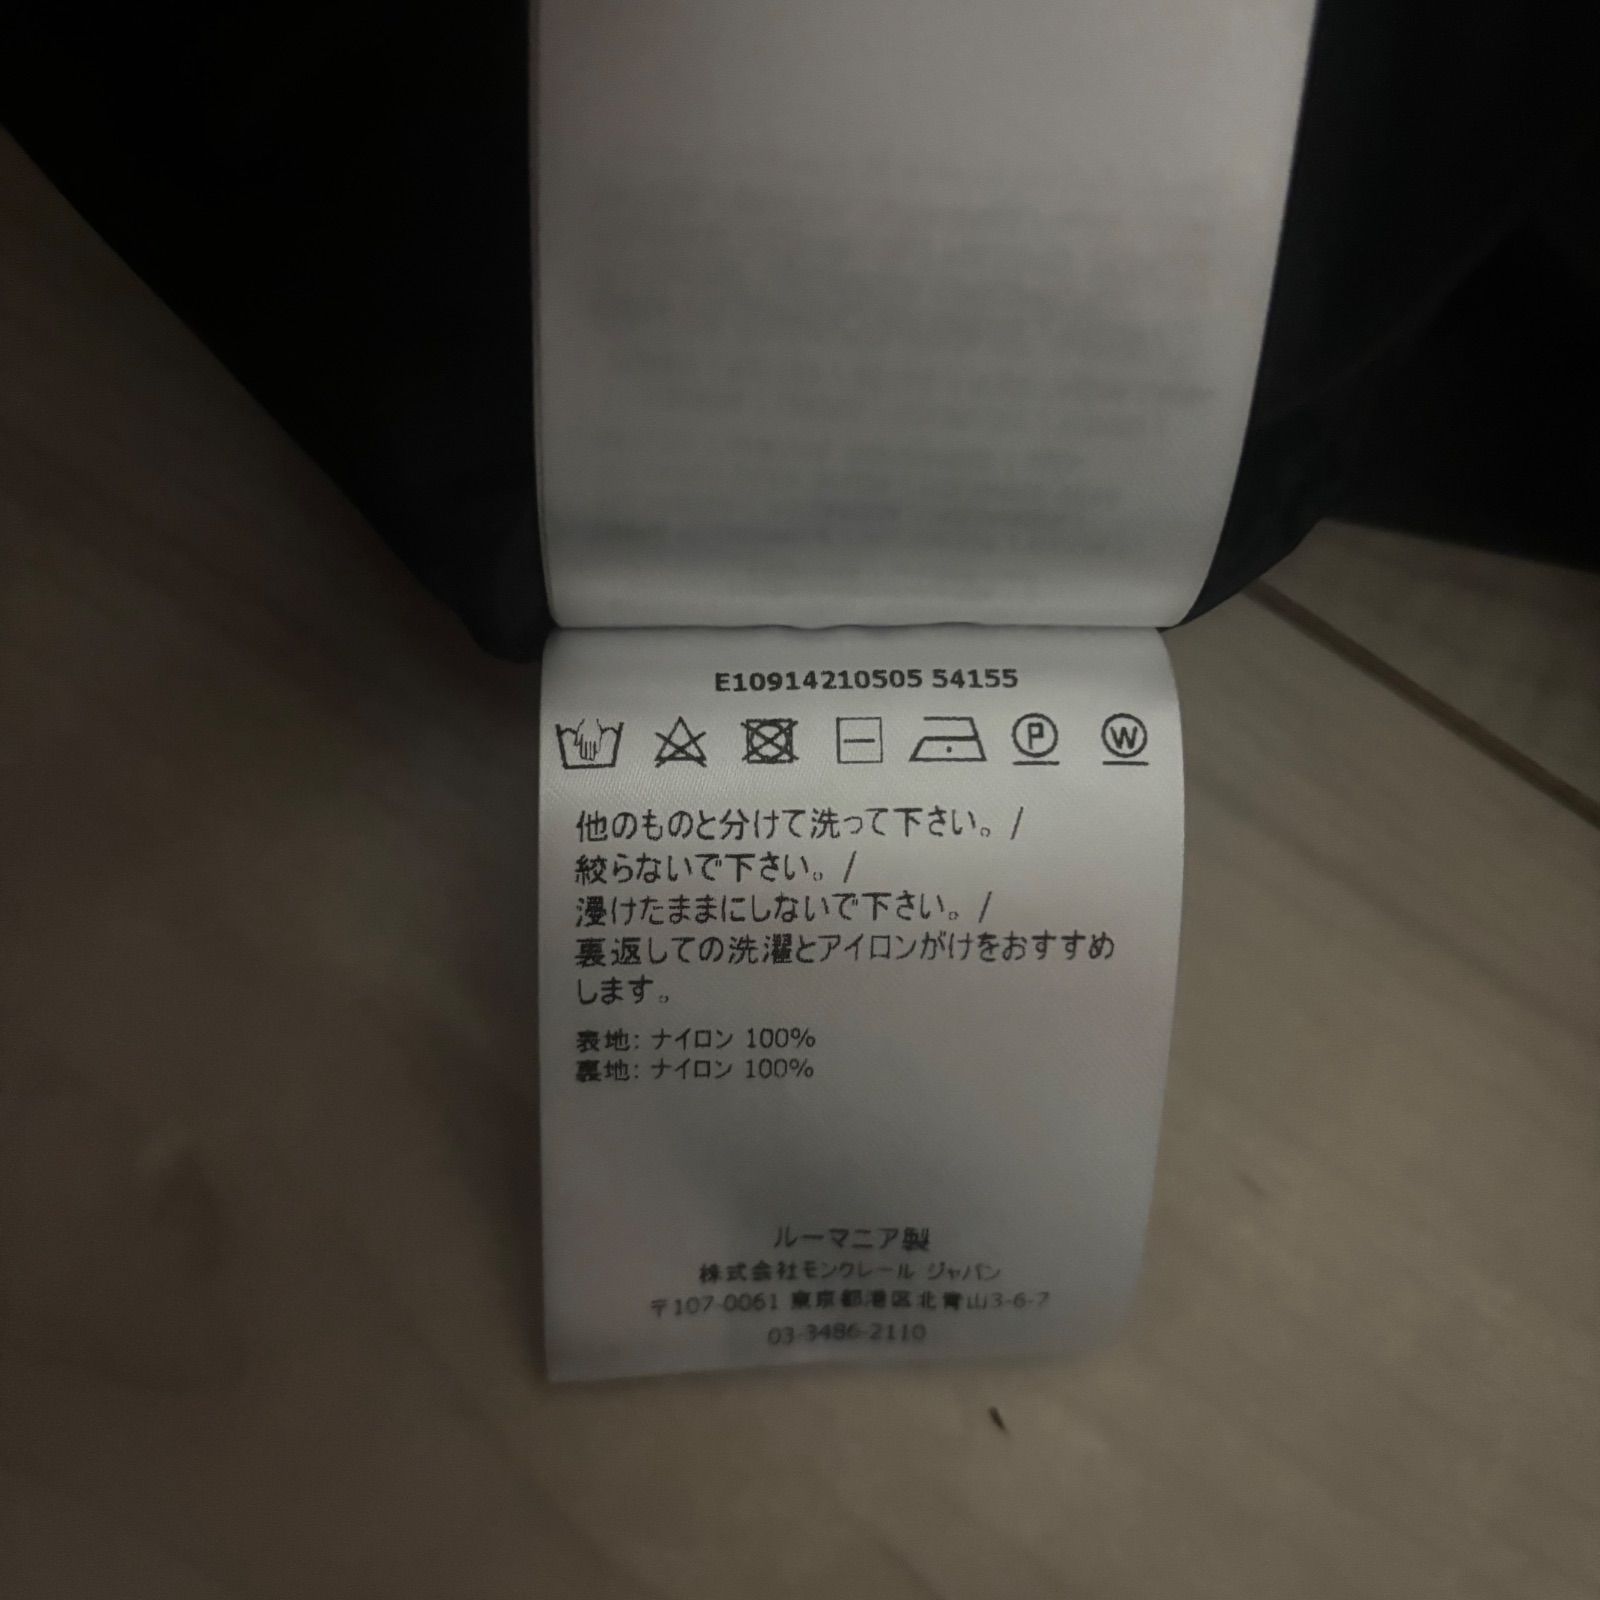 E10914210505 54155
P W
他のものと分けて洗って下さい。/
絞らないで下さい。/
浸けたままにしないで下さい。/
裏返しての洗濯とアイロンがけをおすすめ
します。
表地: ナイロン 100%
裏地: ナイロン 100%
ルーマニア製
株式会社モンクレール ジャパン
〒107-0061 東京都港区北青山3-6-7
03-3486-2110